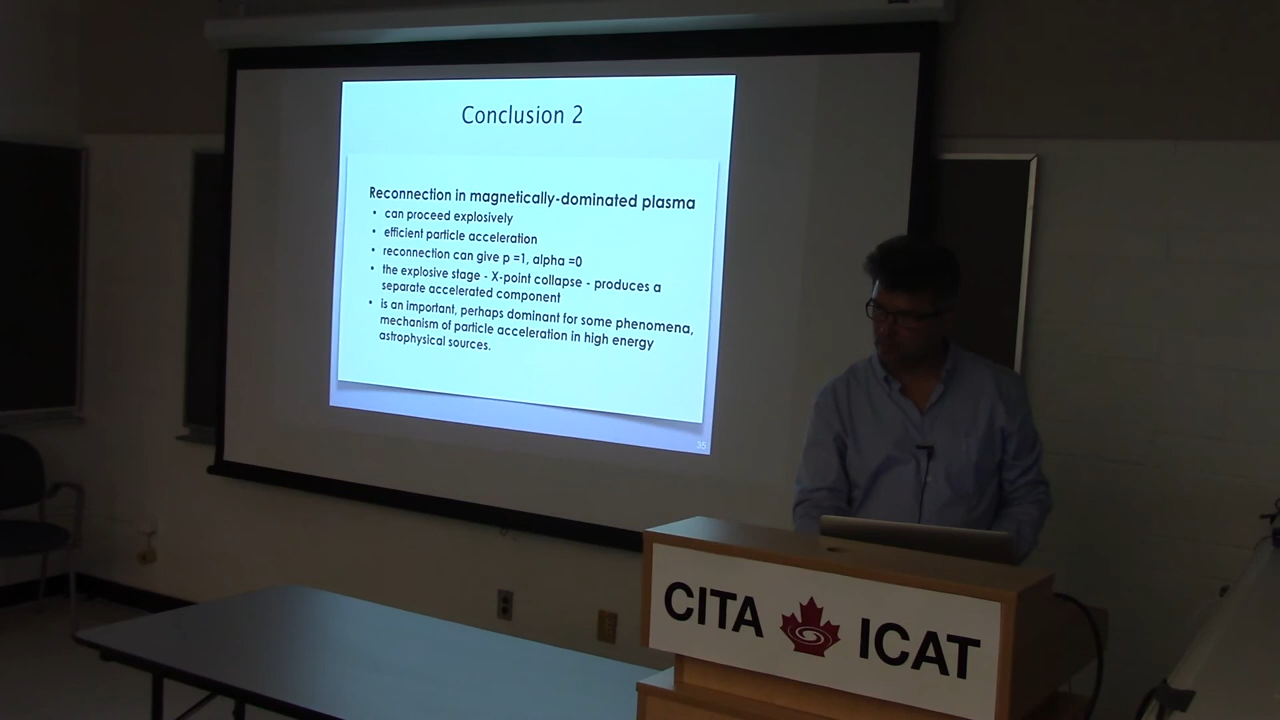 Conclusion 2
Reconnection in magnetically-dominated plasma
• can proceed explosively
• efficient particle acceleration
• reconnection can give p =1, alpha =0
• the explosive stage - X-point collapse - produces a
separate accelerated component
• is an important, perhaps dominant for some phenomena,
mechanism of particle acceleration in high energy
astrophysical sources.
35
CITA ICAT